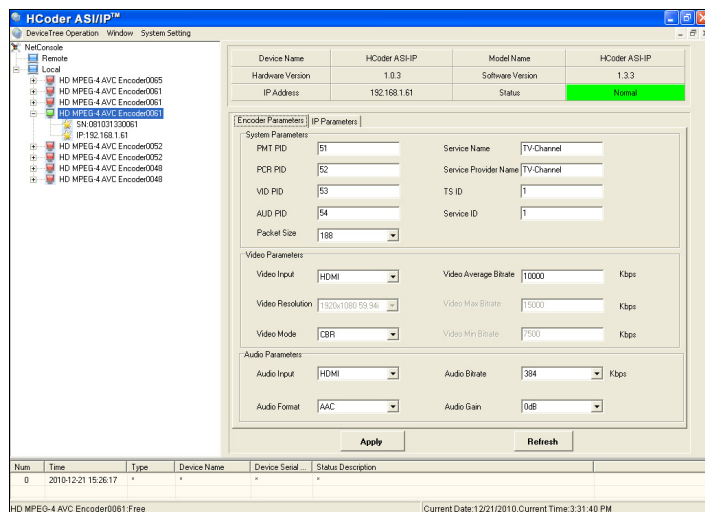 HCoder ASI/IP™
DeviceTree Operation Window System Setting
NetConsole
Remote
Local
HD MPEG-4 AVC Encoder0065
HD MPEG-4 AVC Encoder0061
HD MPEG-4 AVC Encoder0061
HD MPEG-4 AVC Encoder0061
SN:081031330061
IP:192.168.1.61
HD MPEG-4 AVC Encoder0052
HD MPEG-4 AVC Encoder0052
HD MPEG-4 AVC Encoder0048
HD MPEG-4 AVC Encoder0048
Device Name HCoder ASI-IP Model Name HCoder ASI-IP
Hardware Version 1.0.3 Software Version 1.3.3
IP Address 192.168.1.61 Status Normal
Encoder Parameters IP Parameters
System Parameters
PMT PID 51 Service Name TV-Channel
PCR PID 52 Service Provider Name TV-Channel
VID PID 53 TS ID 1
AUD PID 54 Service ID 1
Packet Size 188
Video Parameters
Video Input HDMI Video Average Bitrate 10000 Kbps
Video Resolution 1920x1080 59.94i Video Max Bitrate 15000 Kbps
Video Mode CBR Video Min Bitrate 7500 Kbps
Audio Parameters
Audio Input HDMI Audio Bitrate 384 Kbps
Audio Format AAC Audio Gain 0dB
Apply Refresh
Num Time Type Device Name Device Serial ... Status Description
0 2010-12-21 15:26:17 * * * *
HD MPEG-4 AVC Encoder0061:Free Current Date:12/21/2010,Current Time:3:31:40 PM